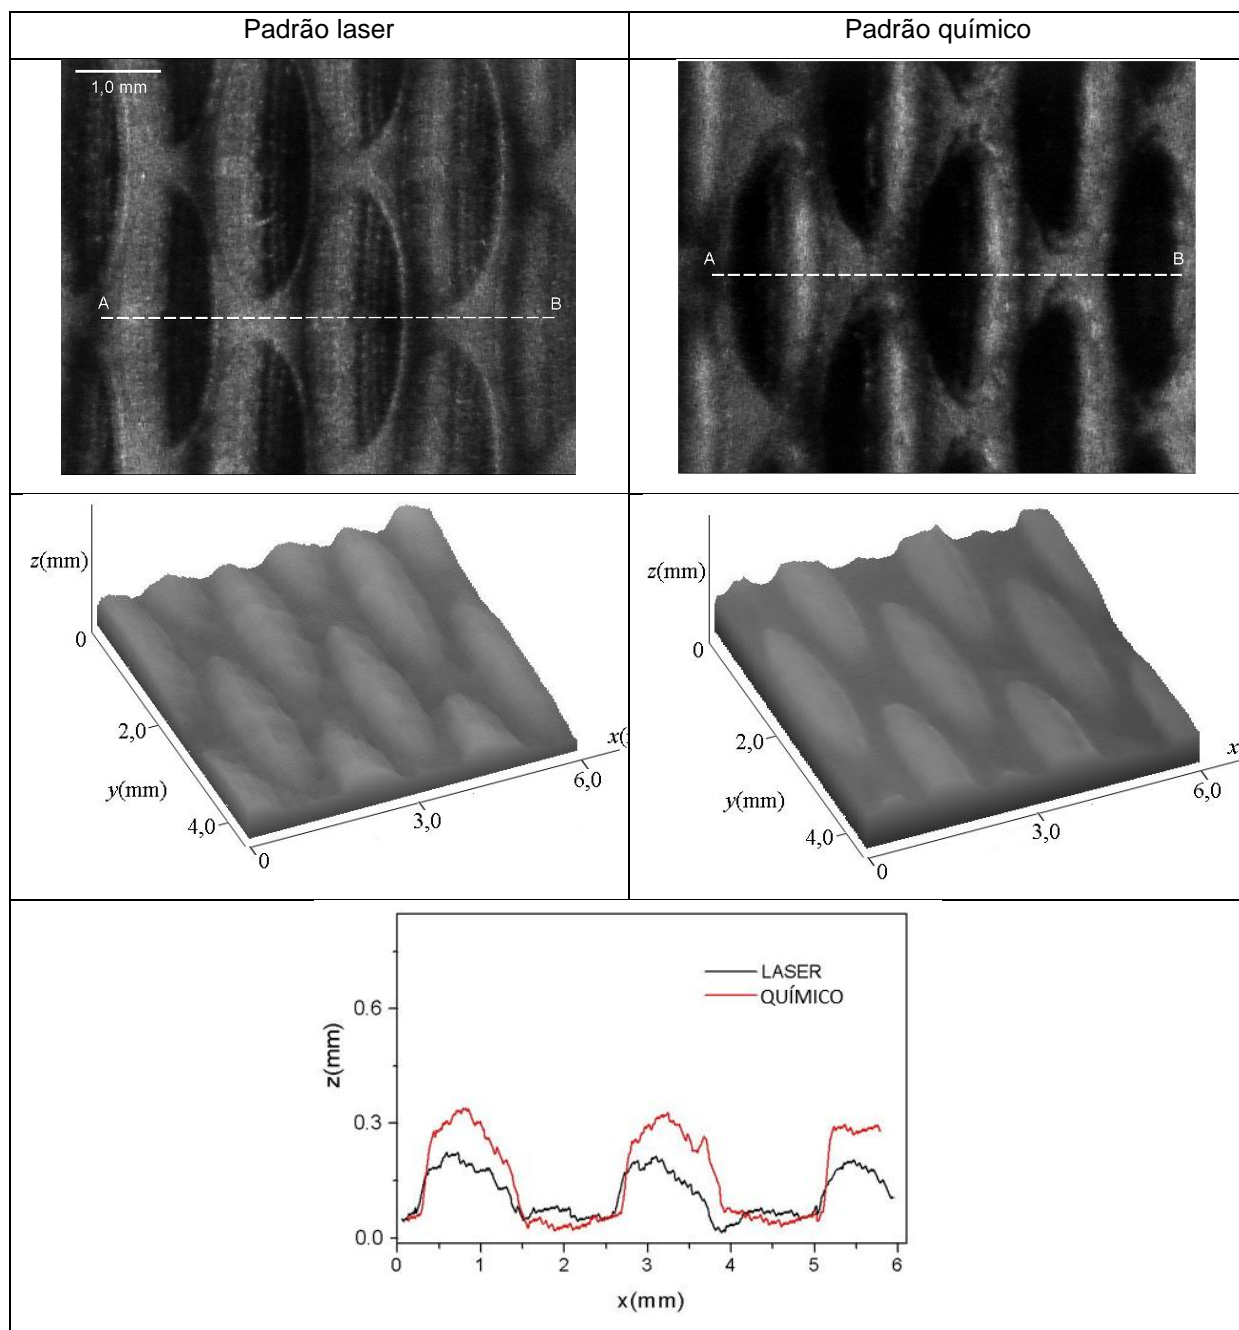 Padrão laser
Padrão químico
1,0 mm
A
B
A
B
z(mm)
0
2,0
y(mm)
4,0
0
3,0
6,0
x(
z(mm)
0
2,0
y(mm)
4,0
0
3,0
6,0
x
LASER
QUÍMICO
z(mm)
0.6
0.3
0.0
0
1
2
3
4
5
6
x(mm)